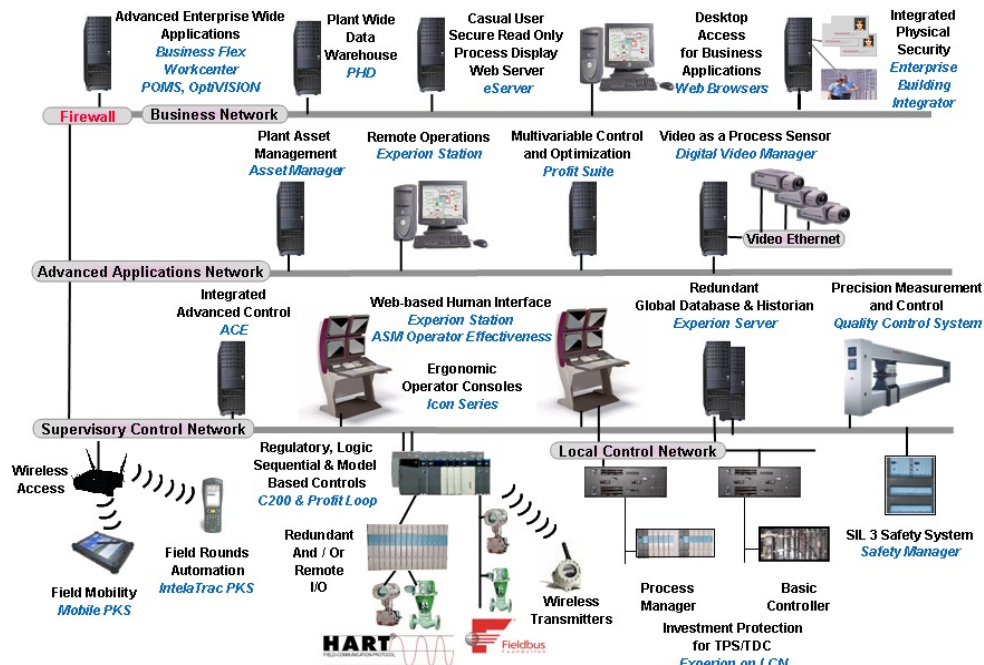 Advanced Enterprise Wide
Applications
Business Flex
Workcenter
POMS, OptiVISION
Plant Wide
Data
Warehouse
PHD
Casual User
Secure Read Only
Process Display
Web Server
eServer
Desktop
Access
for Business
Applications
Web Browsers
Integrated
Physical
Security
Enterprise
Building
Integrator
Firewall
Business Network
Plant Asset
Management
Asset Manager
Remote Operations
Experion Station
Multivariable Control
and Optimization
Profit Suite
Video as a Process Sensor
Digital Video Manager
Video Ethernet
Advanced Applications Network
Integrated
Advanced Control
ACE
Web-based Human Interface
Experion Station
ASM Operator Effectiveness
Ergonomic
Operator Consoles
Icon Series
Redundant
Global Database & Historian
Experion Server
Precision Measurement
and Control
Quality Control System
Supervisory Control Network
Wireless
Access
Regulatory, Logic
Sequential & Model
Based Controls
C200 & Profit Loop
Local Control Network
Redundant
And / Or
Remote
I/O
Field Rounds
Automation
IntelaTrac PKS
Field Mobility
Mobile PKS
Wireless
Transmitters
Process
Manager
Basic
Controller
SIL 3 Safety System
Safety Manager
Investment Protection
for TPS/TDC
Experion on LCN
HART
FIELD COMMUNICATION PROTOCOL
Fieldbus
Foundation